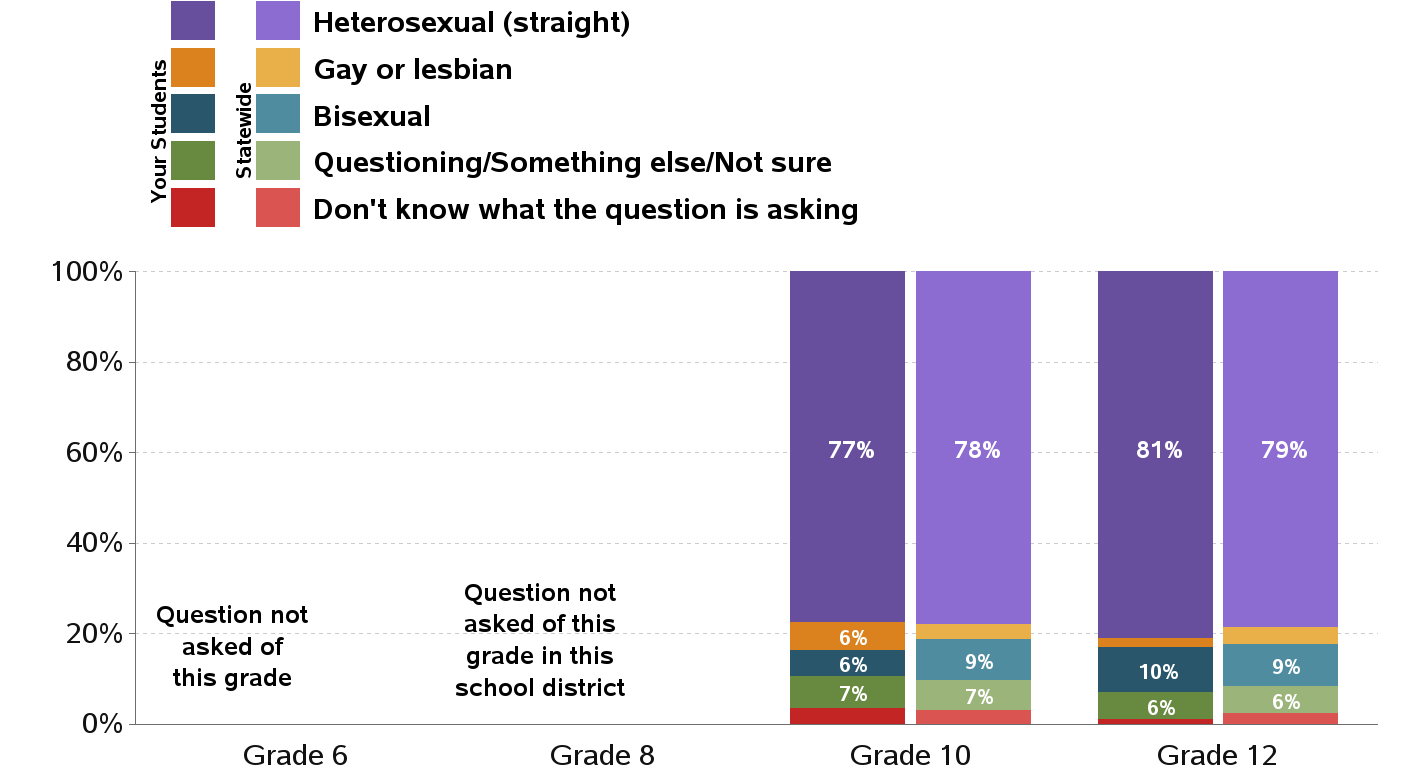 Your Students
Statewide
Heterosexual (straight)
Gay or lesbian
Bisexual
Questioning/Something else/Not sure
Don't know what the question is asking
100%
80%
60%
40%
20%
0%
Question not
asked of
this grade
Question not
asked of this
grade in this
school district
77%
6%
6%
7%
78%
9%
7%
81%
10%
6%
79%
9%
6%
Grade 6
Grade 8
Grade 10
Grade 12